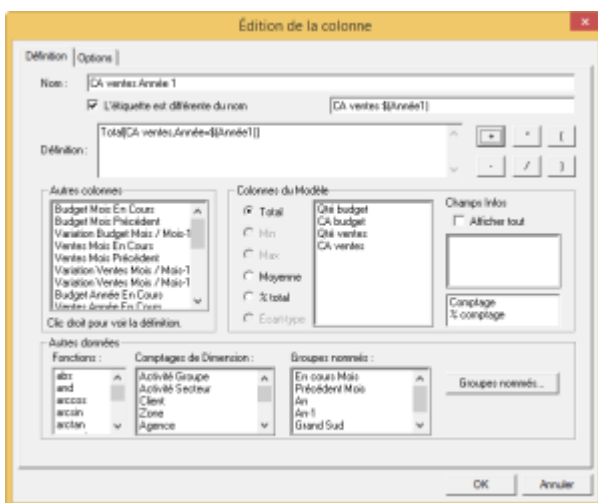 Édition de la colonne
Définition Options
Nom : CA ventes Année 1
L'étiquette est différente du nom CA ventes $(Année1)
Définition : Total(CA ventes,Année=$(Année1))
+ * (
- / )
Autres colonnes
Budget Mois En Cours
Budget Mois Précédent
Variation Budget Mois / Mois-1
Ventes Mois En Cours
Ventes Mois Précédent
Variation Ventes Mois / Mois-1
Variation Ventes Mois / Mois-1
Budget Année En Cours
Ventes Année En Cours
Clic droit pour voir la définition.
Colonnes du Modèle
Total
Min
Max
Moyenne
% total
Ecart-type
Qté budget
CA budget
Qté ventes
CA ventes
Champs Infos
Afficher tout
Comptage
% comptage
Autres données
Fonctions :
abs
and
arccos
arcsin
arctan
Comptages de Dimension :
Activité Groupe
Activité Secteur
Client
Zone
Agence
Groupes nommés :
En cours Mois
Précédent Mois
An
An-1
Grand Sud
Groupes nommés...
OK Annuler